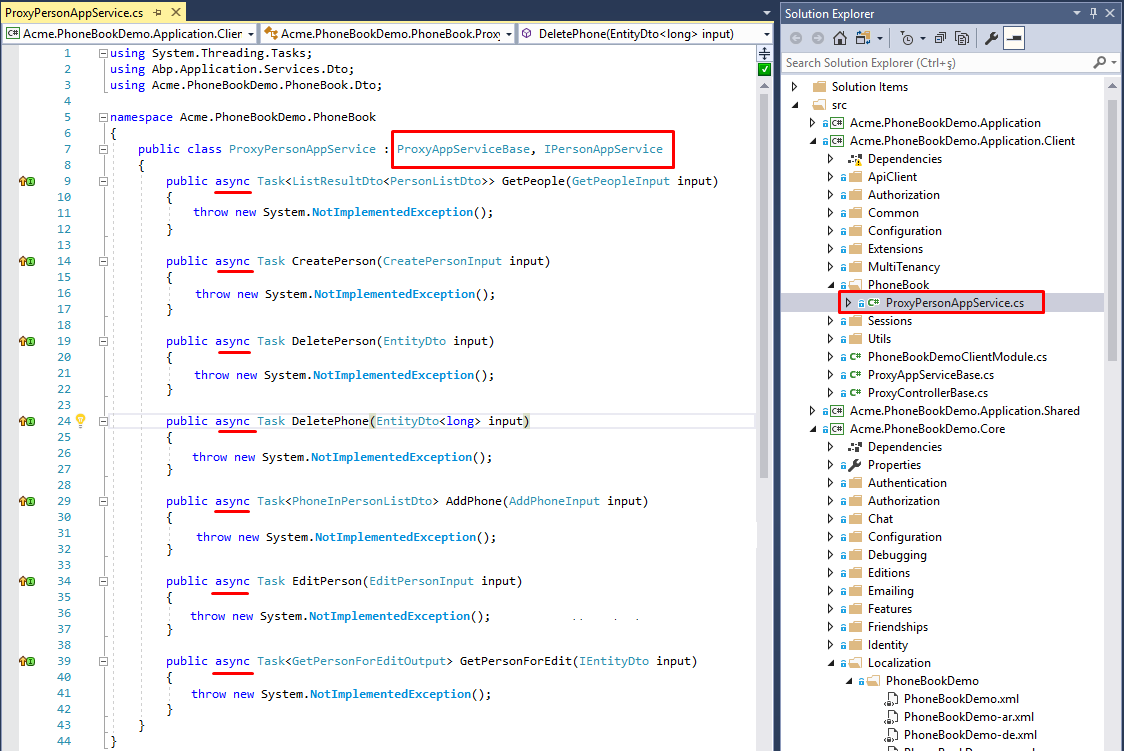 ProxyPersonAppService.cs
Acme.PhoneBookDemo.Application.Clier
Acme.PhoneBookDemo.PhoneBook.Proxy
DeletePhone(EntityDto<long> input)
1 using System.Threading.Tasks;
2 using Abp.Application.Services.Dto;
3 using Acme.PhoneBookDemo.PhoneBook.Dto;
4
5 namespace Acme.PhoneBookDemo.PhoneBook
6 {
7 public class ProxyPersonAppService : ProxyAppServiceBase, IPersonAppService
8 {
9 public async Task<ListResultDto<PersonListDto>> GetPeople(GetPeopleInput input)
10 {
11 throw new System.NotImplementedException();
12 }
13
14 public async Task CreatePerson(CreatePersonInput input)
15 {
16 throw new System.NotImplementedException();
17 }
18
19 public async Task DeletePerson(EntityDto input)
20 {
21 throw new System.NotImplementedException();
22 }
23
24 public async Task DeletePhone(EntityDto<long> input)
25 {
26 throw new System.NotImplementedException();
27 }
28
29 public async Task<PhoneInPersonListDto> AddPhone(AddPhoneInput input)
30 {
31 throw new System.NotImplementedException();
32 }
33
34 public async Task EditPerson(EditPersonInput input)
35 {
36 throw new System.NotImplementedException();
37 }
38
39 public async Task<GetPersonForEditOutput> GetPersonForEdit(IEntityDto input)
40 {
41 throw new System.NotImplementedException();
42 }
43 }
44 }
Solution Explorer
Search Solution Explorer (Ctrl+ş)
Solution Items
src
C# Acme.PhoneBookDemo.Application
C# Acme.PhoneBookDemo.Application.Client
Dependencies
ApiClient
Authorization
Common
Configuration
Extensions
MultiTenancy
PhoneBook
C# ProxyPersonAppService.cs
Sessions
Utils
C# PhoneBookDemoClientModule.cs
C# ProxyAppServiceBase.cs
C# ProxyControllerBase.cs
C# Acme.PhoneBookDemo.Application.Shared
C# Acme.PhoneBookDemo.Core
Dependencies
Properties
Authentication
Authorization
Chat
Configuration
Debugging
Editions
Emailing
Features
Friendships
Identity
Localization
PhoneBookDemo
PhoneBookDemo.xml
PhoneBookDemo-ar.xml
PhoneBookDemo-de.xml